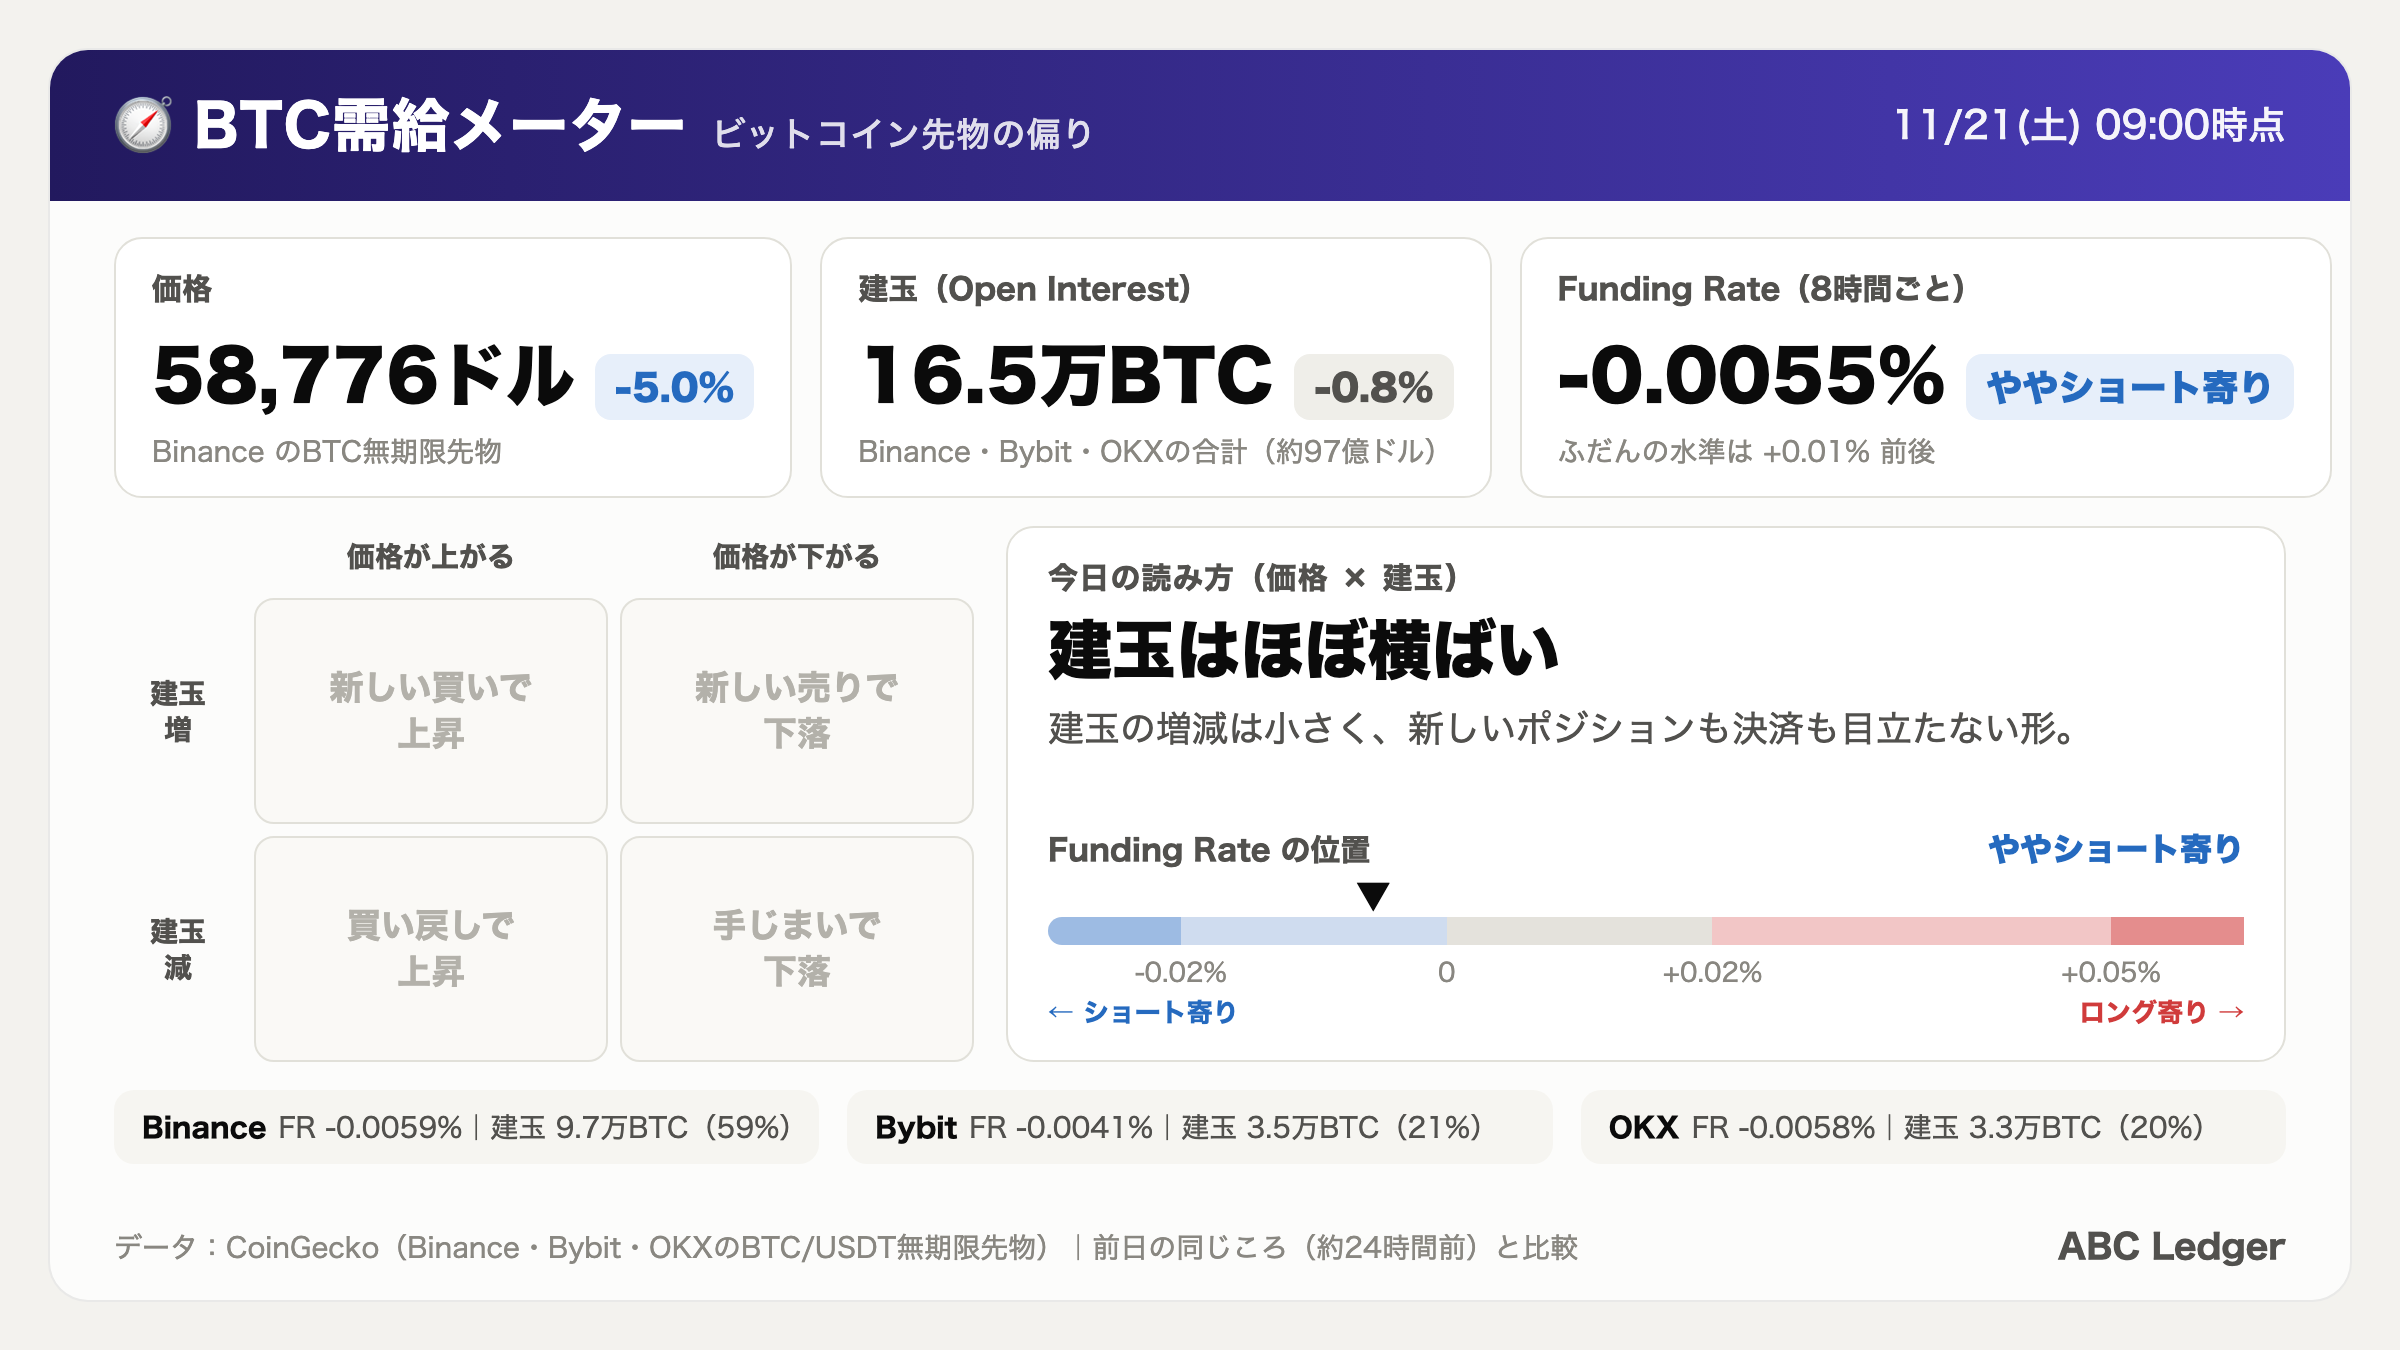 BTC需給メーター ビットコイン先物の偏り
11/21(土) 09:00時点
価格
58,776ドル -5.0%
Binance のBTC無期限先物
建玉（Open Interest）
16.5万BTC -0.8%
Binance・Bybit・OKXの合計（約97億ドル）
Funding Rate（8時間ごと）
-0.0055% ややショート寄り
ふだんの水準は +0.01% 前後
価格が上がる
価格が下がる
建玉
増
新しい買いで
上昇
新しい売りで
下落
建玉
減
買い戻しで
上昇
手じまいで
下落
今日の読み方（価格 × 建玉）
建玉はほぼ横ばい
建玉の増減は小さく、新しいポジションも決済も目立たない形。
Funding Rate の位置
ややショート寄り
-0.02%
0
+0.02%
+0.05%
← ショート寄り
ロング寄り →
Binance FR -0.0059%｜建玉 9.7万BTC（59%）
Bybit FR -0.0041%｜建玉 3.5万BTC（21%）
OKX FR -0.0058%｜建玉 3.3万BTC（20%）
データ：CoinGecko（Binance・Bybit・OKXのBTC/USDT無期限先物）｜前日の同じころ（約24時間前）と比較
ABC Ledger